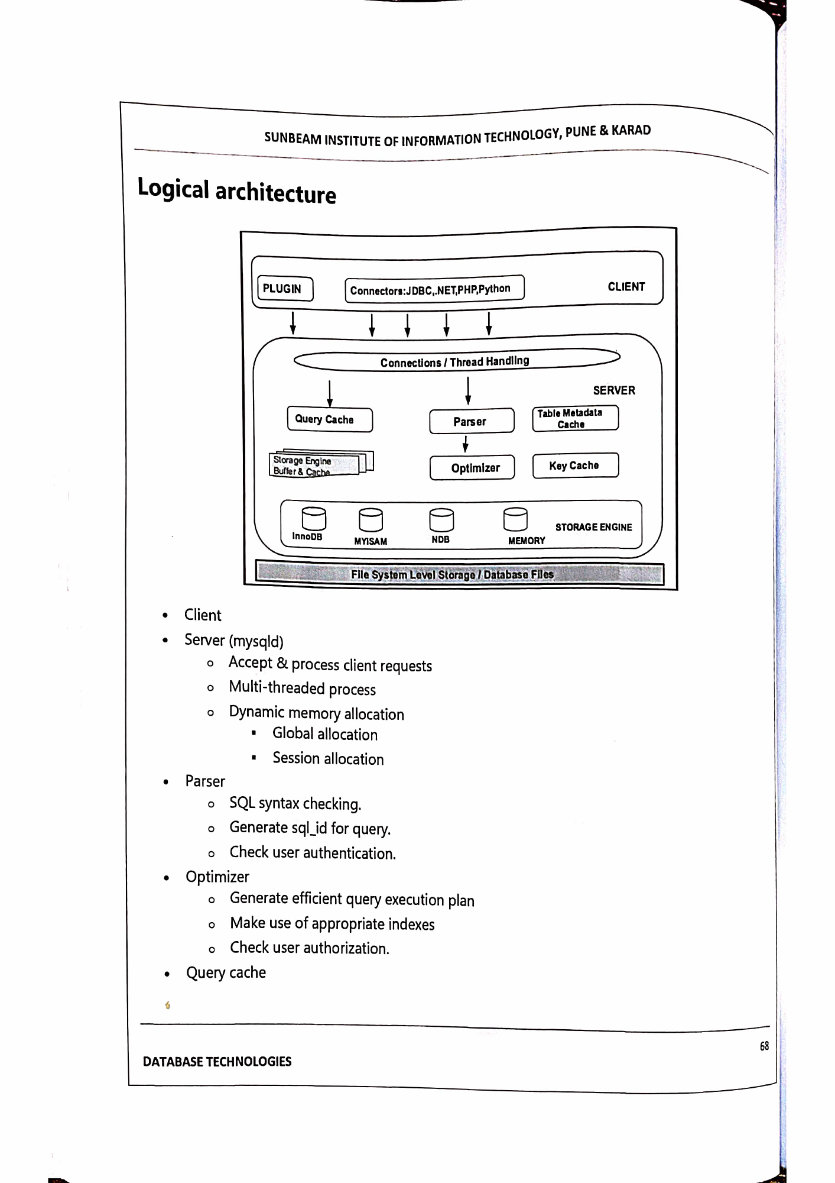 SUNBEAM INSTITUTE OF INFORMATION TECHNOLOGY, PUNE & KARAD
Logical architecture
PLUGIN
Connectors:JDBC,.NET,PHP,Python
CLIENT
Connections / Thread Handling
SERVER
Query Cache
Parser
Table Metadata
Cache
Storage Engine
Buffer & Cache
Optimizer
Key Cache
InnoDB
MYISAM
NDB
MEMORY
STORAGE ENGINE
File System Level Storage / Database Files
• Client
• Server (mysqld)
o Accept & process client requests
o Multi-threaded process
o Dynamic memory allocation
▪ Global allocation
▪ Session allocation
• Parser
o SQL syntax checking.
o Generate sql_id for query.
o Check user authentication.
• Optimizer
o Generate efficient query execution plan
o Make use of appropriate indexes
o Check user authorization.
• Query cache
68
DATABASE TECHNOLOGIES